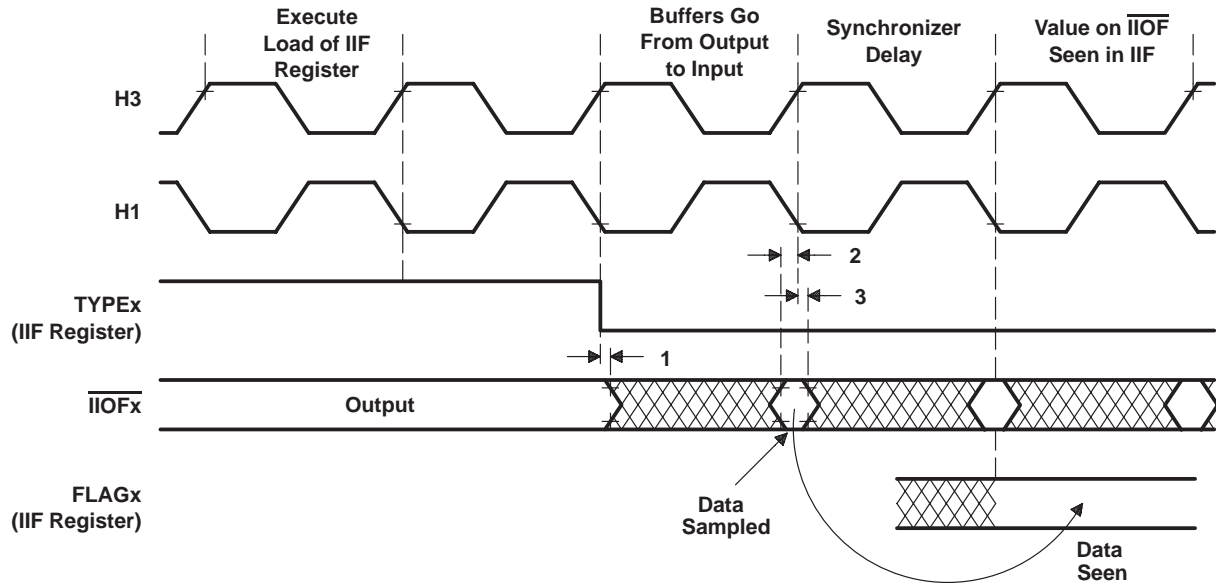 Execute
Load of IIF
Register
Buffers Go
From Output
to Input
Synchronizer
Delay
Value on IIOF
Seen in IIF
H3
H1
2
3
TYPEx
(IIF Register)
1
IIOFx
Output
FLAGx
(IIF Register)
Data
Sampled
Data
Seen